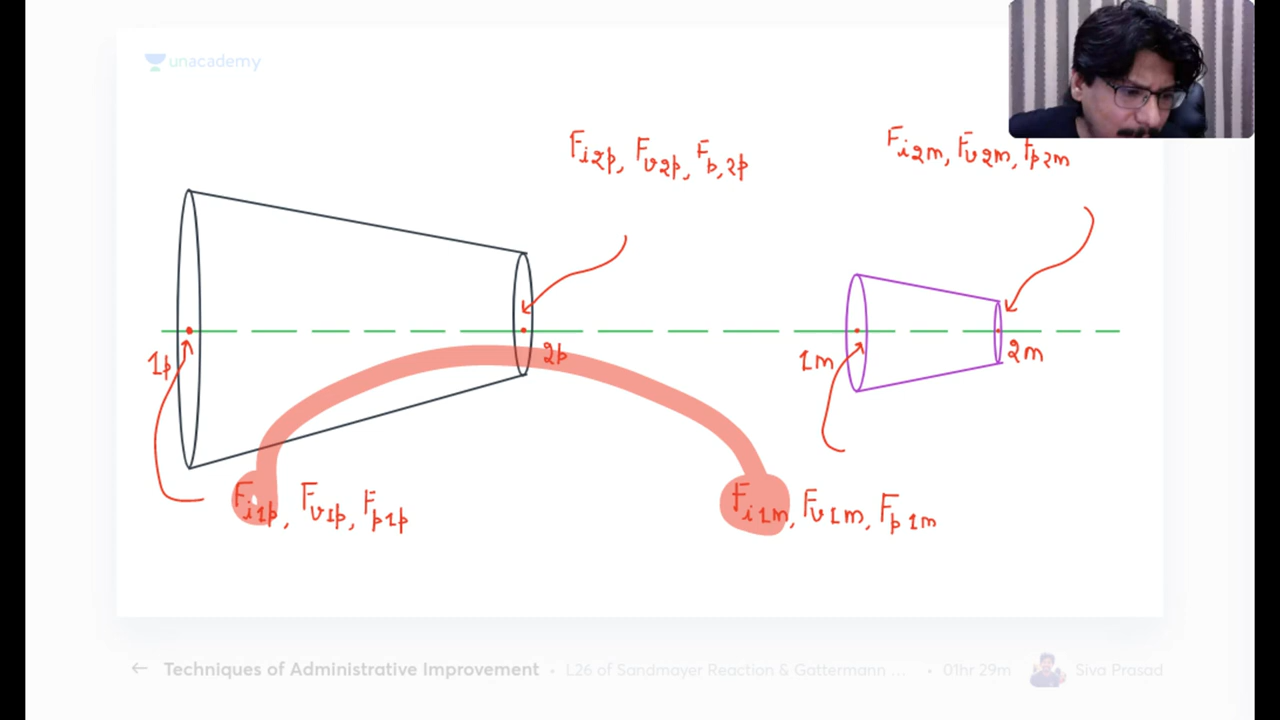 unacademy
Fi2p, Fv2p, Fp,2p
Fi2m, Fv2m, Fp2m
1p
2p
1m
2m
Fi1p, Fv1p, Fp1p
Fi1m, Fv1m, Fp1m
← Techniques of Administrative Improvement • L26 of Sandmayer Reaction & Gattermann ... • 01hr 29m Siva Prasad